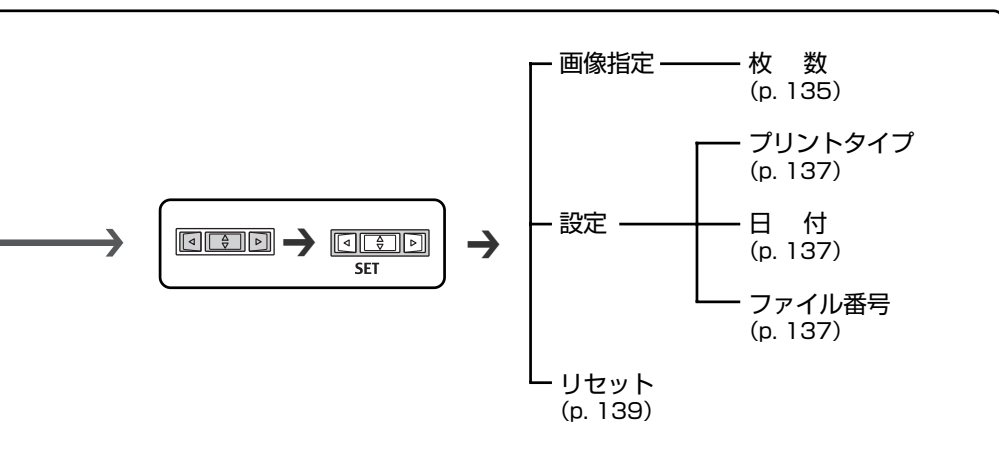 画像指定
枚 数
(p. 135)
プリントタイプ
(p. 137)
設定
日 付
(p. 137)
SET
ファイル番号
(p. 137)
リセット
(p. 139)